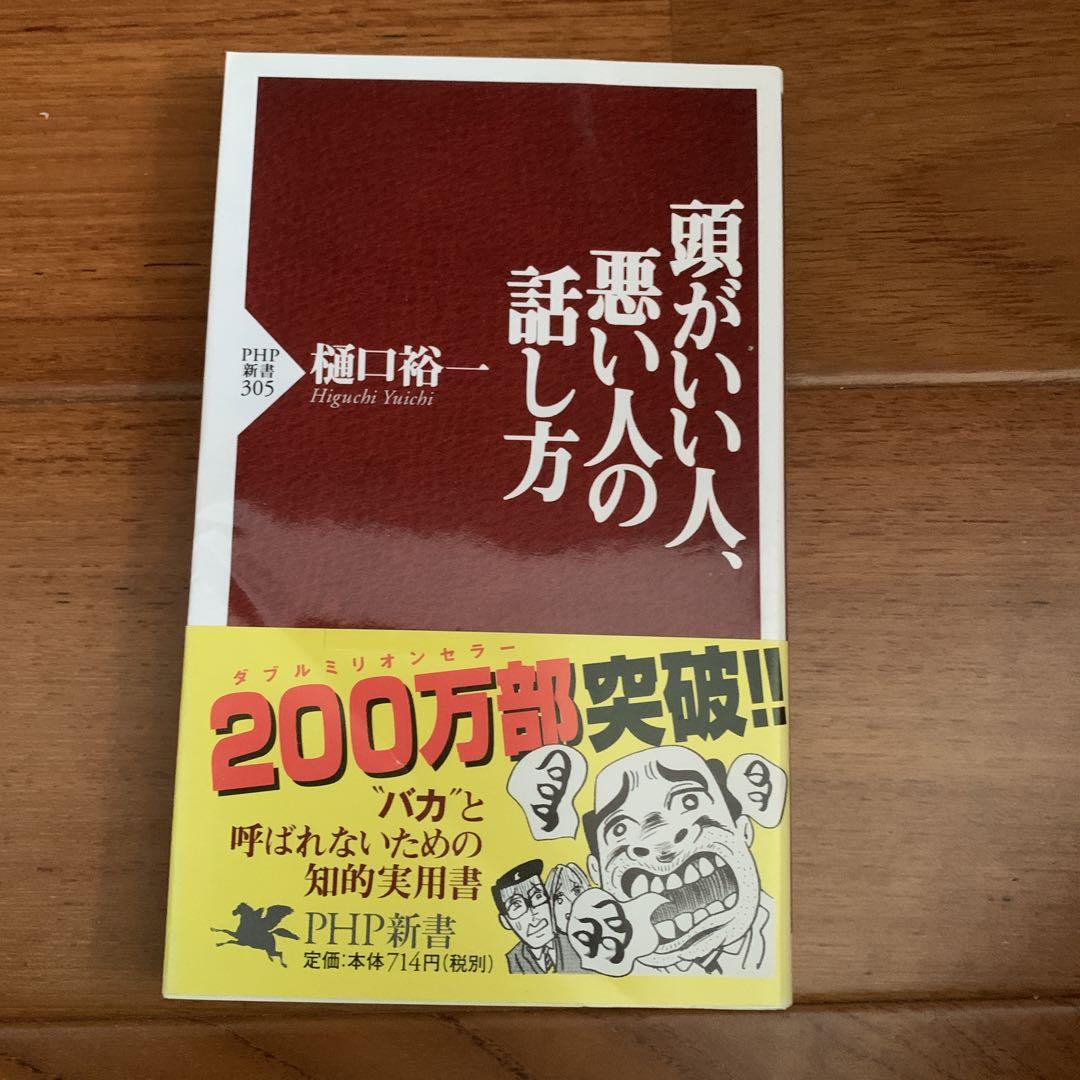 頭がいい人、
悪い人の
話し方
PHP
新書
305
樋口裕一
Higuchi Yuichi
ダブルミリオンセラー
200万部突破!!
"バカ"と
呼ばれないための
知的実用書
PHP新書
定価:本体714円(税別)